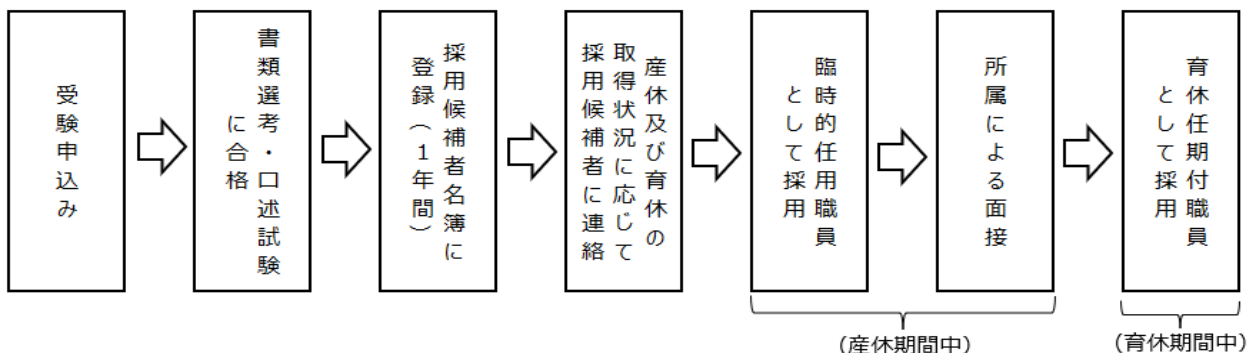 受験申込み
書類選考・口述試験
に合格
採用候補者名簿に
登録（１年間）
産休及び育休の
取得状況に応じて
採用候補者に連絡
臨時的任用職員
として採用
所属による面接
育休任期付職員
として採用
(産休期間中)
(育休期間中)